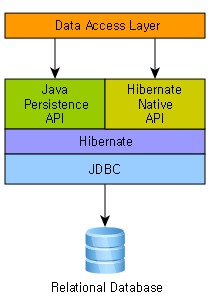 Data Access Layer
Java
Persistence
API
Hibernate
Native
API
Hibernate
JDBC
Relational Database